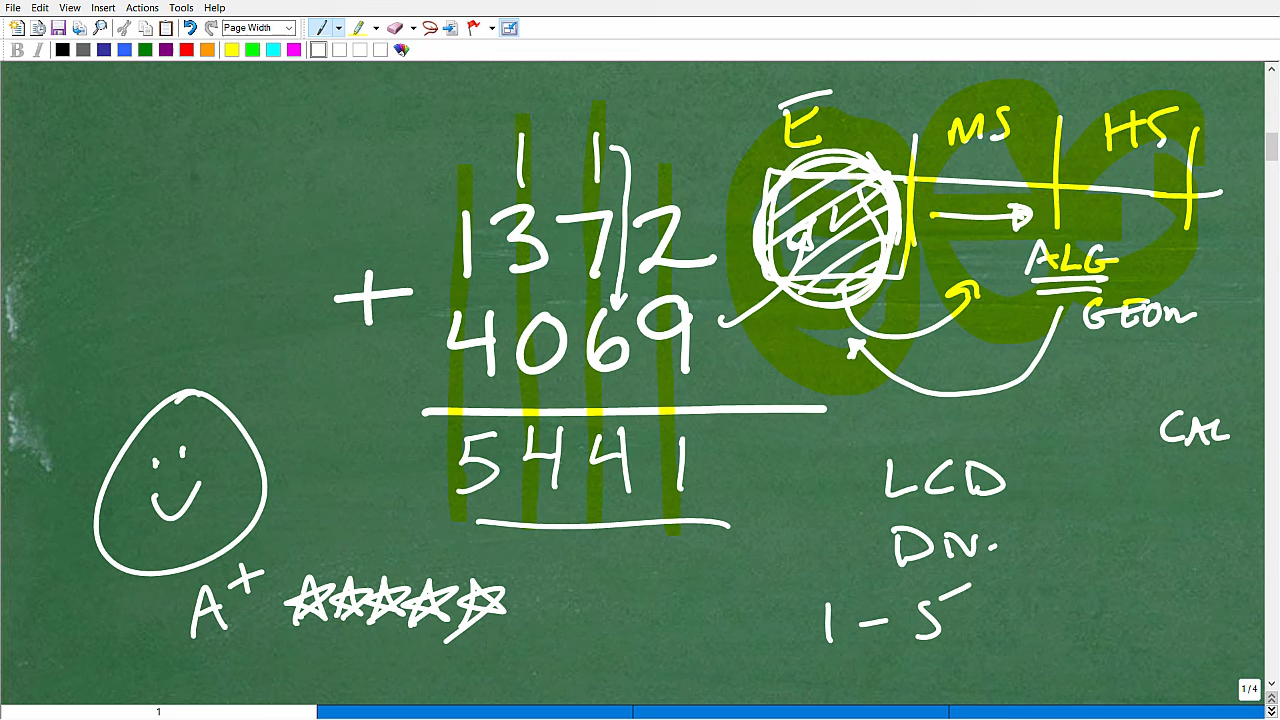 File Edit View Insert Actions Tools Help
Page Width
B I
E MS HS
1 1
1372
+ 4069
5441
ALG
GEOM
CAL
LCD
DIV.
1 - 5
A+
1/4
1